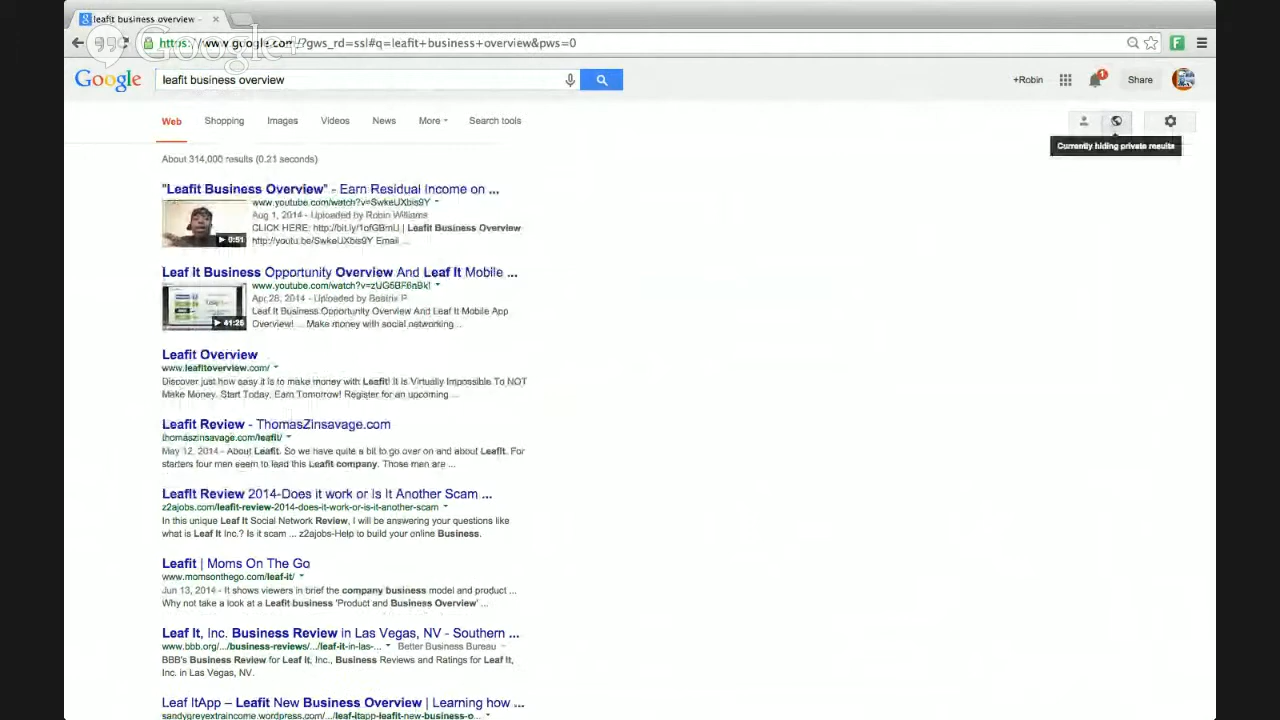 leafit business overview -
Google+
https://www.google.com/?gws_rd=ssl#q=leafit+business+overview&pws=0
Google
leafit business overview
+Robin
1
Share
Web
Shopping
Images
Videos
News
More
Search tools
Currently hiding private results
About 314,000 results (0.21 seconds)
"Leafit Business Overview" - Earn Residual Income on ...
www.youtube.com/watch?v=SwkeUXbis9Y
Aug 1, 2014 - Uploaded by Robin Williams
CLICK HERE: http://bit.ly/1ofGBmU | Leafit Business Overview
http://youtu.be/SwkeUXbis9Y Email ...
0:51
Leaf it Business Opportunity Overview And Leaf It Mobile ...
www.youtube.com/watch?v=zUG5BF6nBkI
Apr 28, 2014 - Uploaded by Beatrix P
Leaf It Business Opportunity Overview And Leaf It Mobile App
Overview! ... Make money with social networking ...
41:25
Leafit Overview
www.leafitoverview.com/
Discover just how easy it is to make money with Leafit! It Is Virtually Impossible To NOT
Make Money. Start Today, Earn Tomorrow! Register for an upcoming ...
Leafit Review - ThomasZinsavage.com
thomaszinsavage.com/leafit/
May 12, 2014 - About Leafit. So we have quite a bit to go over on and about Leafit. For
starters four men seem to lead this Leafit company. Those men are ...
Leafit Review 2014-Does it work or Is It Another Scam ...
z2ajobs.com/leafit-review-2014-does-it-work-or-is-it-another-scam
In this unique Leaf It Social Network Review, I will be answering your questions like
what is Leaf It Inc.? Is it scam ... z2ajobs-Help to build your online Business.
Leafit | Moms On The Go
www.momsonthego.com/leaf-it/
Jun 13, 2014 - It shows viewers in brief the company business model and product ...
Why not take a look at a Leafit business 'Product and Business Overview' ...
Leaf It, Inc. Business Review in Las Vegas, NV - Southern ...
www.bbb.org/.../business-reviews/.../leaf-it-in-las-... Better Business Bureau
BBB's Business Review for Leaf It, Inc., Business Reviews and Ratings for Leaf It,
Inc. in Las Vegas, NV.
Leaf ItApp – Leafit New Business Overview | Learning how ...
sandygreyextraincome.wordpress.com/.../leaf-itapp-leafit-new-business-o...